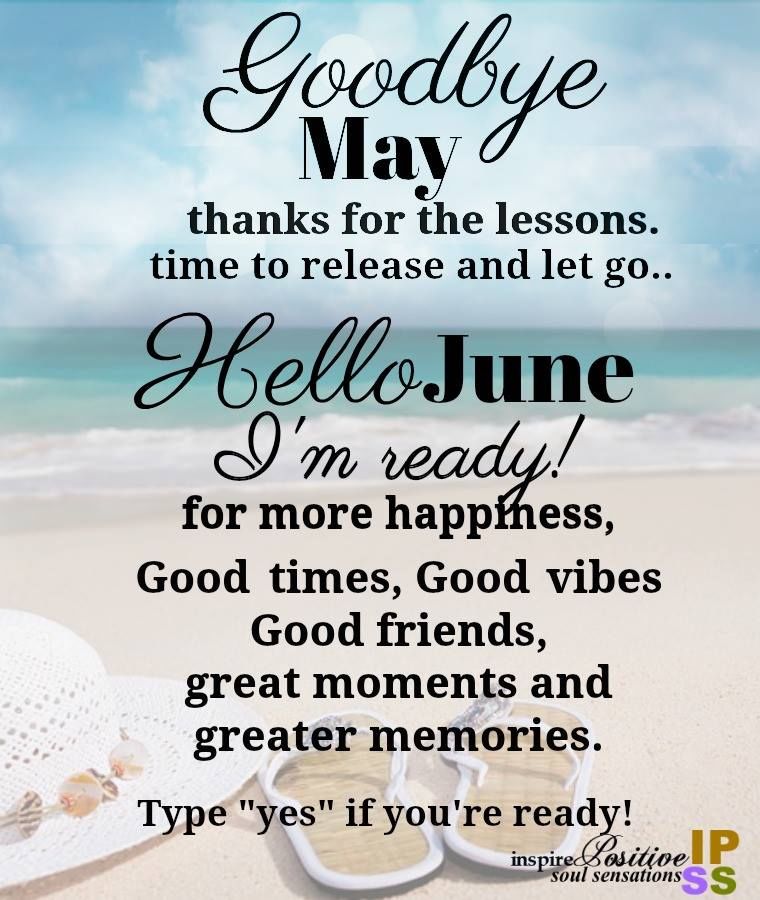 Goodbye
May
thanks for the lessons.
time to release and let go..
Hello June
I'm ready!
for more happiness,
Good times, Good vibes
Good friends,
great moments and
greater memories.
Type "yes" if you're ready!
inspire Positive IP
soul sensations SS